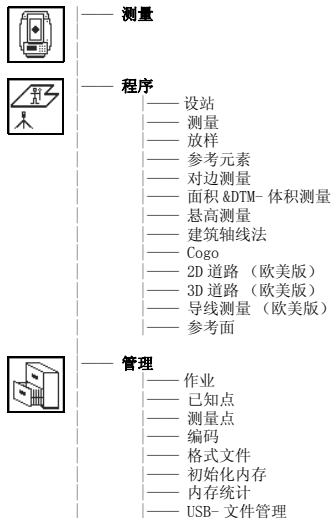 测量
程序
设站
测量
放样
参考元素
对边测量
面积 &DTM- 体积测量
悬高测量
建筑轴线法
Cogo
2D 道路 （欧美版）
3D 道路 （欧美版）
导线测量 （欧美版）
参考面
管理
作业
已知点
测量点
编码
格式文件
初始化内存
内存统计
USB- 文件管理